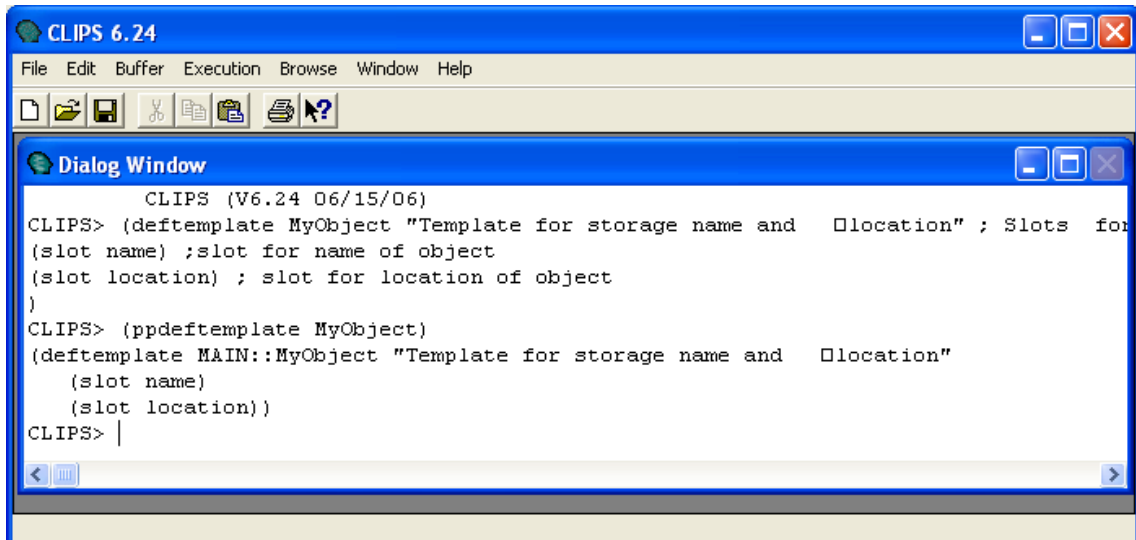 CLIPS 6.24
File Edit Buffer Execution Browse Window Help
Dialog Window
CLIPS (V6.24 06/15/06)
CLIPS> (deftemplate MyObject "Template for storage name and   □location" ; Slots  for
(slot name) ;slot for name of object
(slot location) ; slot for location of object
)
CLIPS> (ppdeftemplate MyObject)
(deftemplate MAIN::MyObject "Template for storage name and   □location"
   (slot name)
   (slot location))
CLIPS>